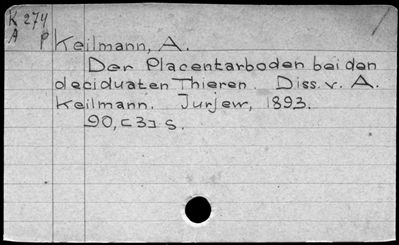 K 274
A P
Keilmann, A.
Der Placentarboden bei den
deciduaten Thieren. Diss. v. A.
Keilmann. Jurjew, 1893.
90, [3] S.